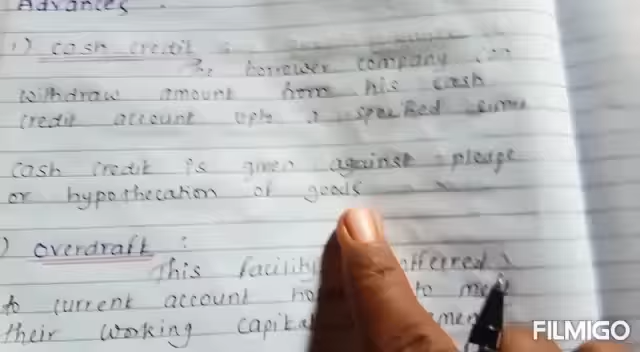 Advances.
1) cash credit :
The borrower company can
withdraw amount from his cash
credit account upto a specified limit
cash credit is given against pledge
or hypothecation of goods
) overdraft :
This facility offered
to current account to meet
their working capital
FILMIGO